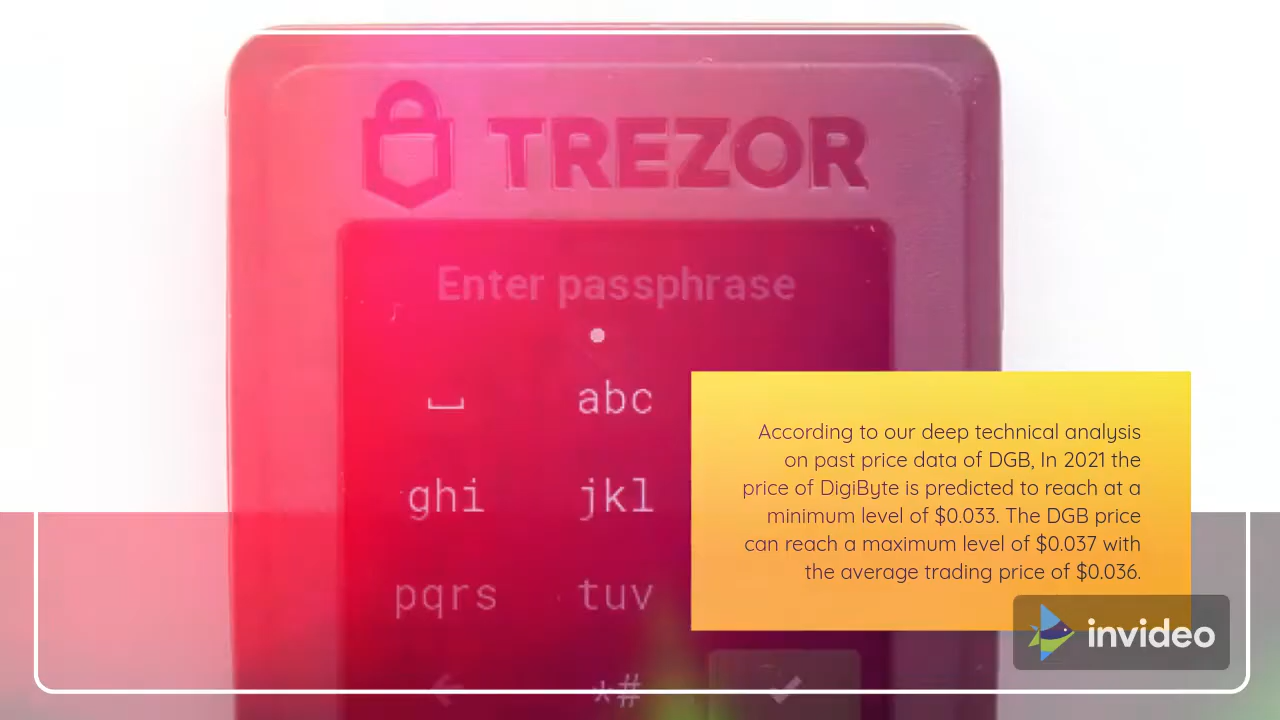 TREZOR
Enter passphrase
abc
ghi jkl
pqrs tuv
*#
According to our deep technical analysis
on past price data of DGB, In 2021 the
price of DigiByte is predicted to reach at a
minimum level of $0.033. The DGB price
can reach a maximum level of $0.037 with
the average trading price of $0.036.
invideo